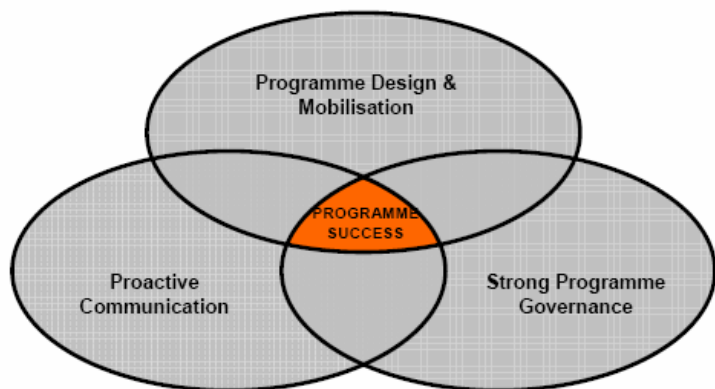 Programme Design &
Mobilisation
PROGRAMME
SUCCESS
Proactive
Communication
Strong Programme
Governance